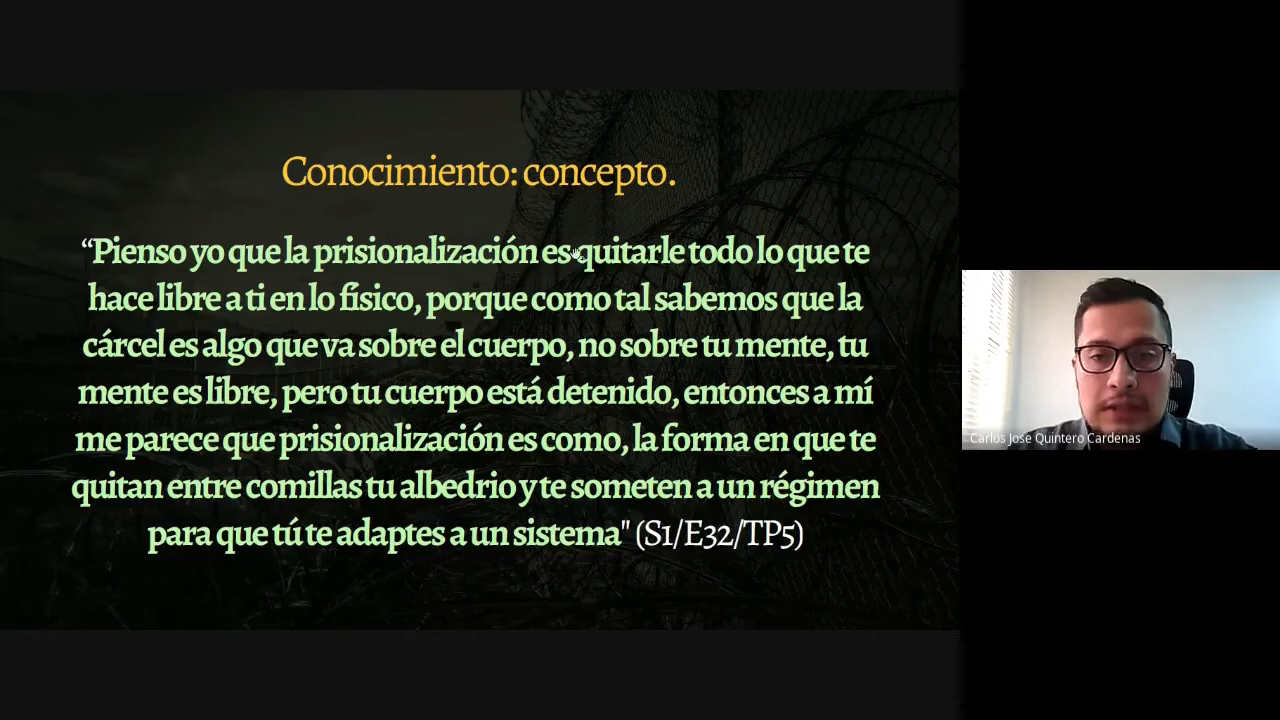 Conocimiento: concepto.
“Pienso yo que la prisionalización es quitarle todo lo que te
hace libre a ti en lo físico, porque como tal sabemos que la
cárcel es algo que va sobre el cuerpo, no sobre tu mente, tu
mente es libre, pero tu cuerpo está detenido, entonces a mí
me parece que prisionalización es como, la forma en que te
quitan entre comillas tu albedrio y te someten a un régimen
para que tú te adaptes a un sistema" (S1/E32/TP5)
Carlos Jose Quintero Cardenas